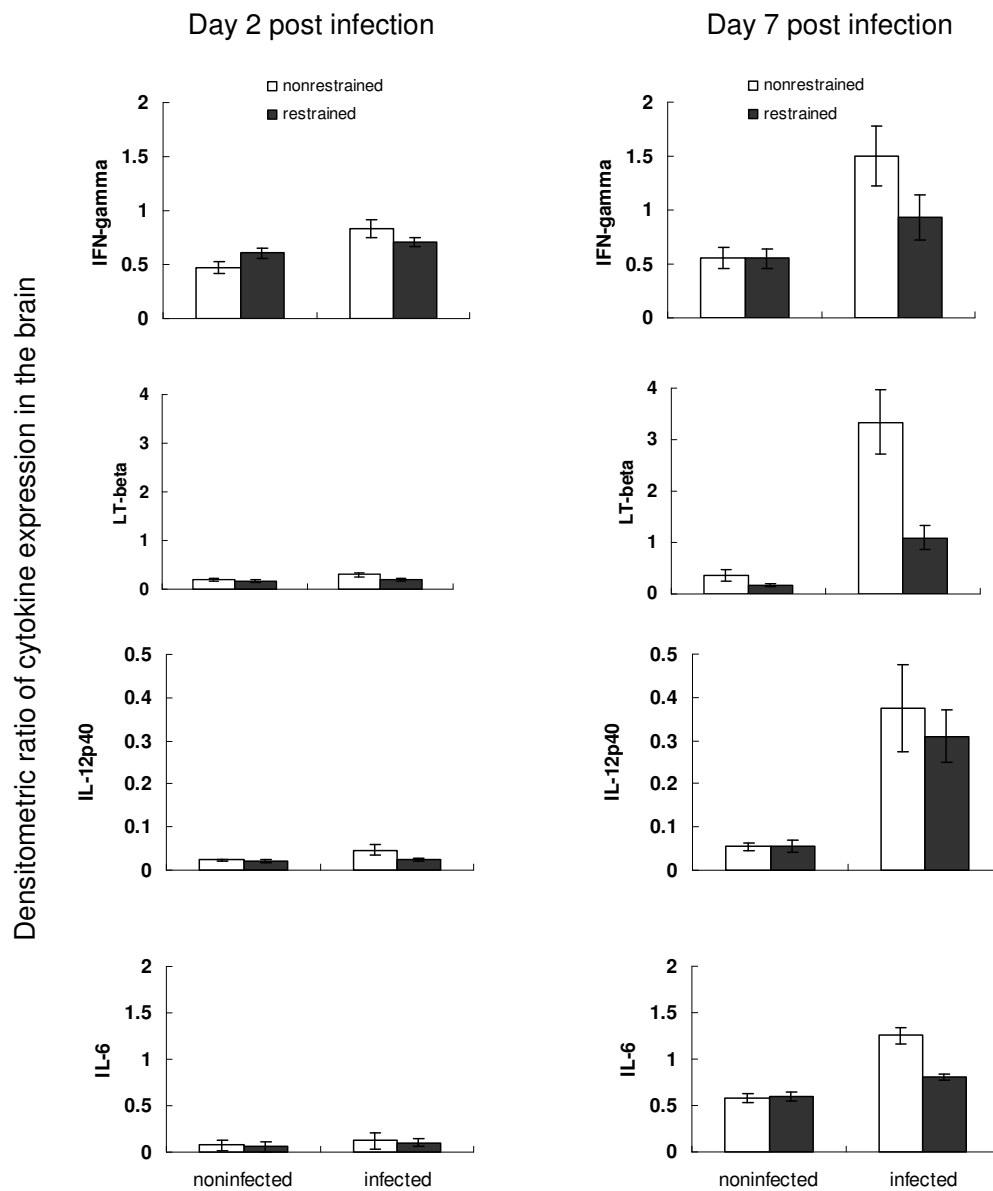 Day 2 post infection
Day 7 post infection
Densitometric ratio of cytokine expression in the brain
nonrestrained
restrained
IFN-gamma
2
1.5
1
0.5
0
nonrestrained
restrained
IFN-gamma
2
1.5
1
0.5
0
LT-beta
4
3
2
1
0
LT-beta
4
3
2
1
0
IL-12p40
0.5
0.4
0.3
0.2
0.1
0
IL-12p40
0.5
0.4
0.3
0.2
0.1
0
IL-6
2
1.5
1
0.5
0
noninfected infected
IL-6
2
1.5
1
0.5
0
noninfected infected